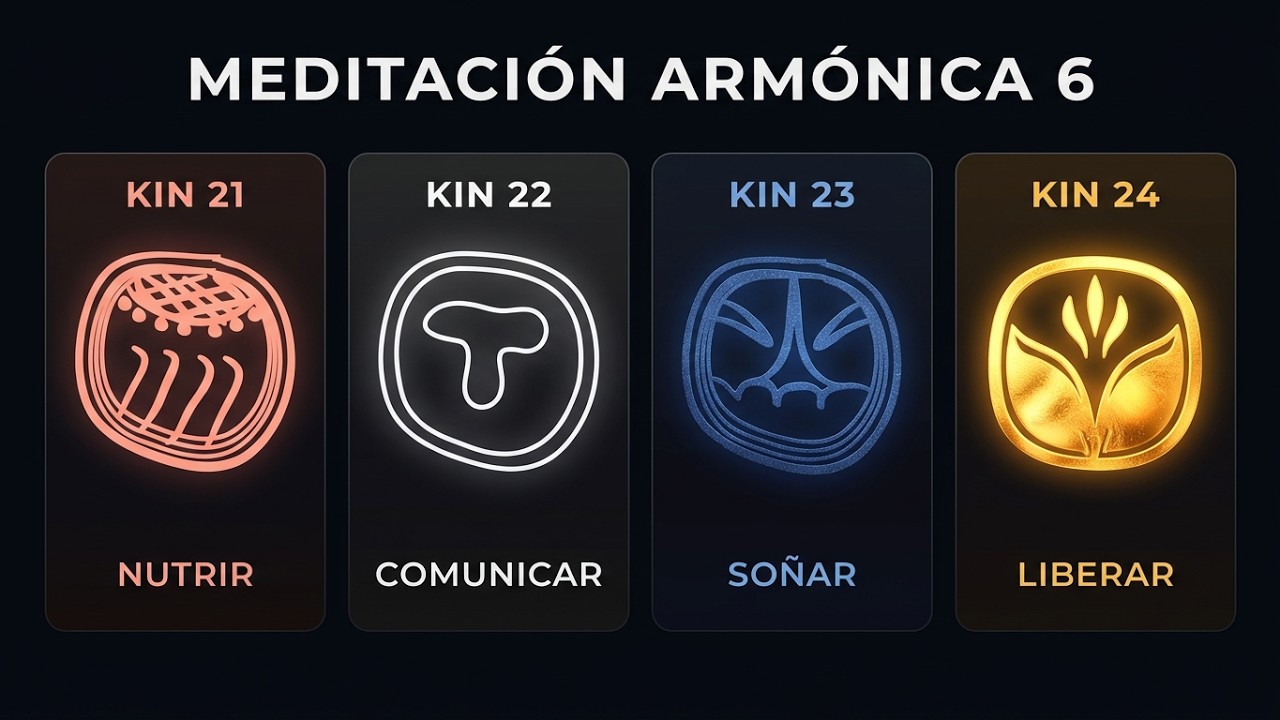 MEDITACIÓN ARMÓNICA 6
KIN 21
NUTRIR
KIN 22
COMUNICAR
KIN 23
SOÑAR
KIN 24
LIBERAR